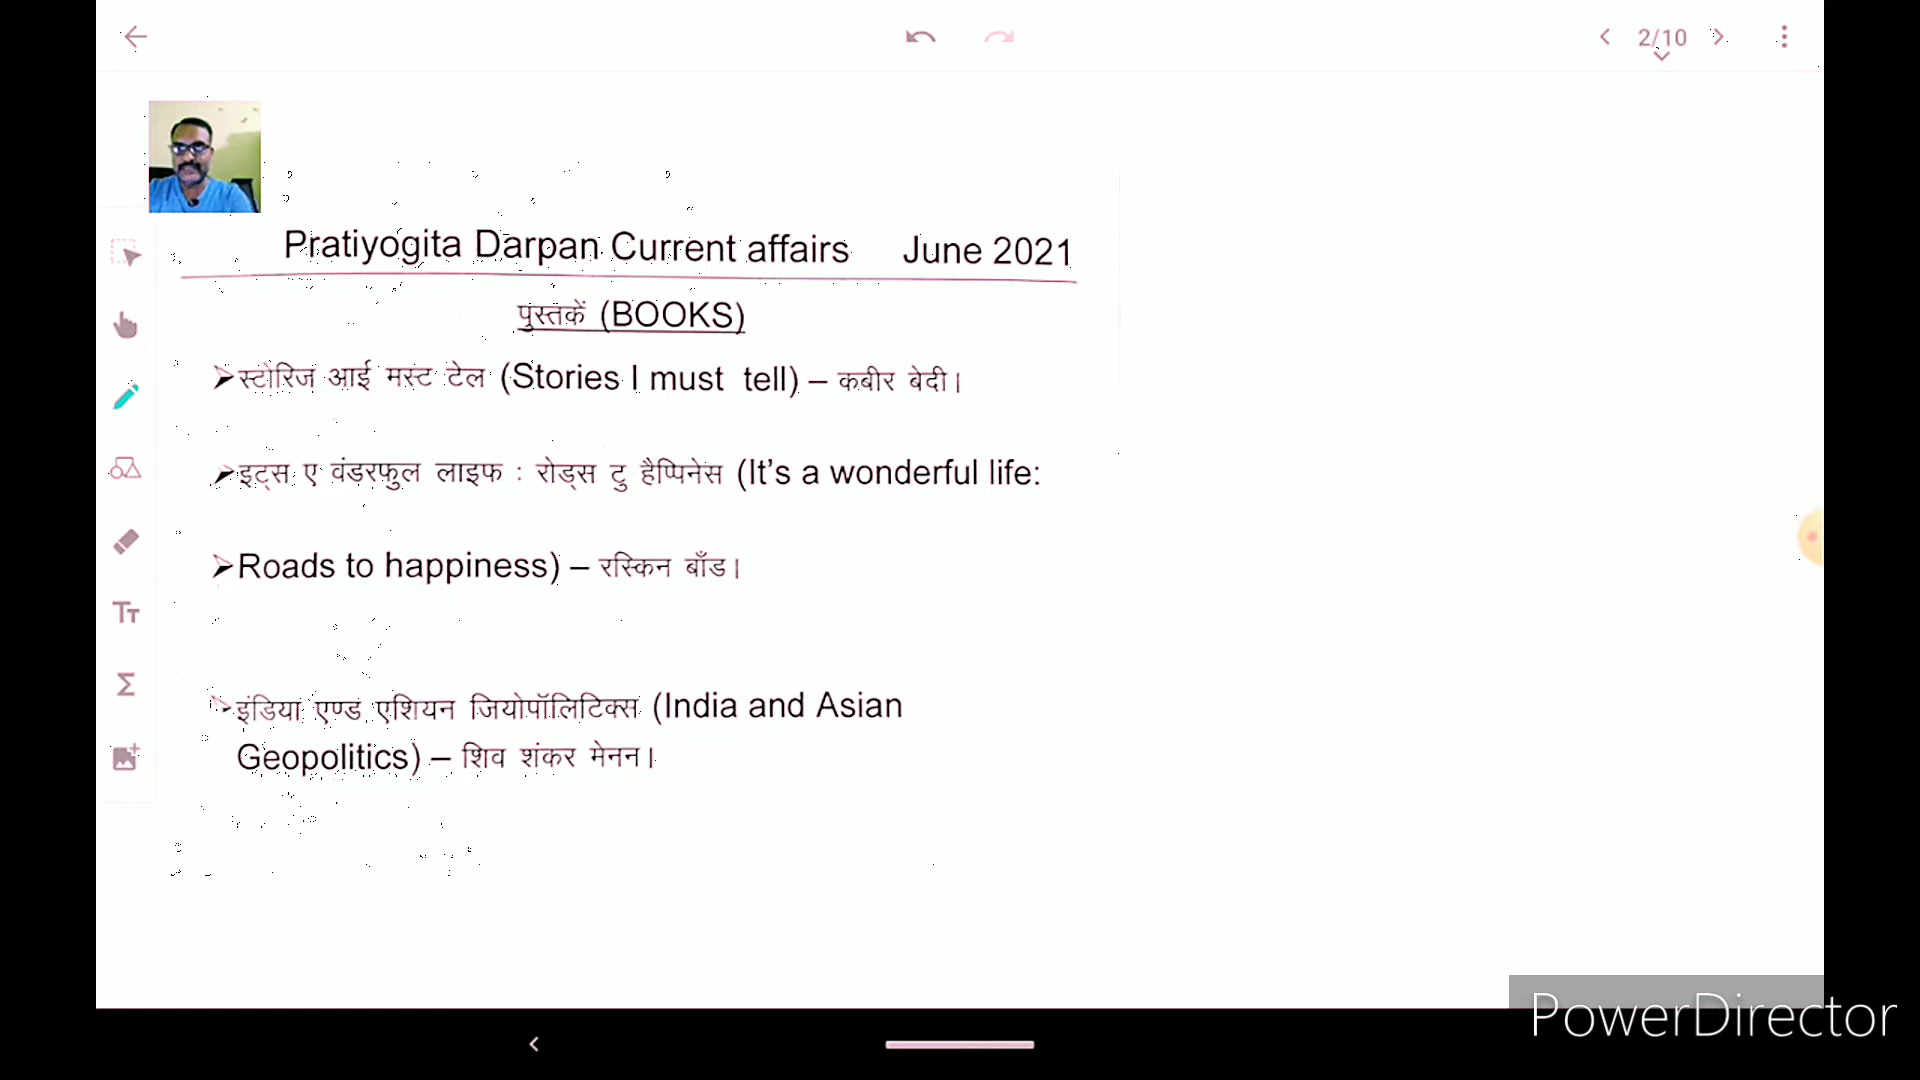 2/10
Pratiyogita Darpan Current affairs June 2021
पुस्तकें (BOOKS)
➢स्टोरिज आई मस्ट टेल (Stories I must tell) – कबीर बेदी।
➢इट्स ए वंडरफुल लाइफ : रोड्स टु हैप्पिनेस (It's a wonderful life:
➢Roads to happiness) – रस्किन बाँड।
➢इंडिया एण्ड एशियन जियोपॉलिटिक्स (India and Asian
Geopolitics) – शिव शंकर मेनन।
PowerDirector